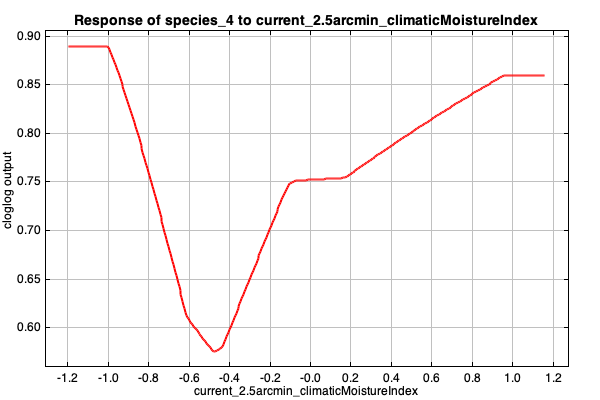 Response of species_4 to current_2.5arcmin_climaticMoistureIndex
cloglog output
0.90
0.85
0.80
0.75
0.70
0.65
0.60
-1.2 -1.0 -0.8 -0.6 -0.4 -0.2 -0.0 0.2 0.4 0.6 0.8 1.0 1.2
current_2.5arcmin_climaticMoistureIndex